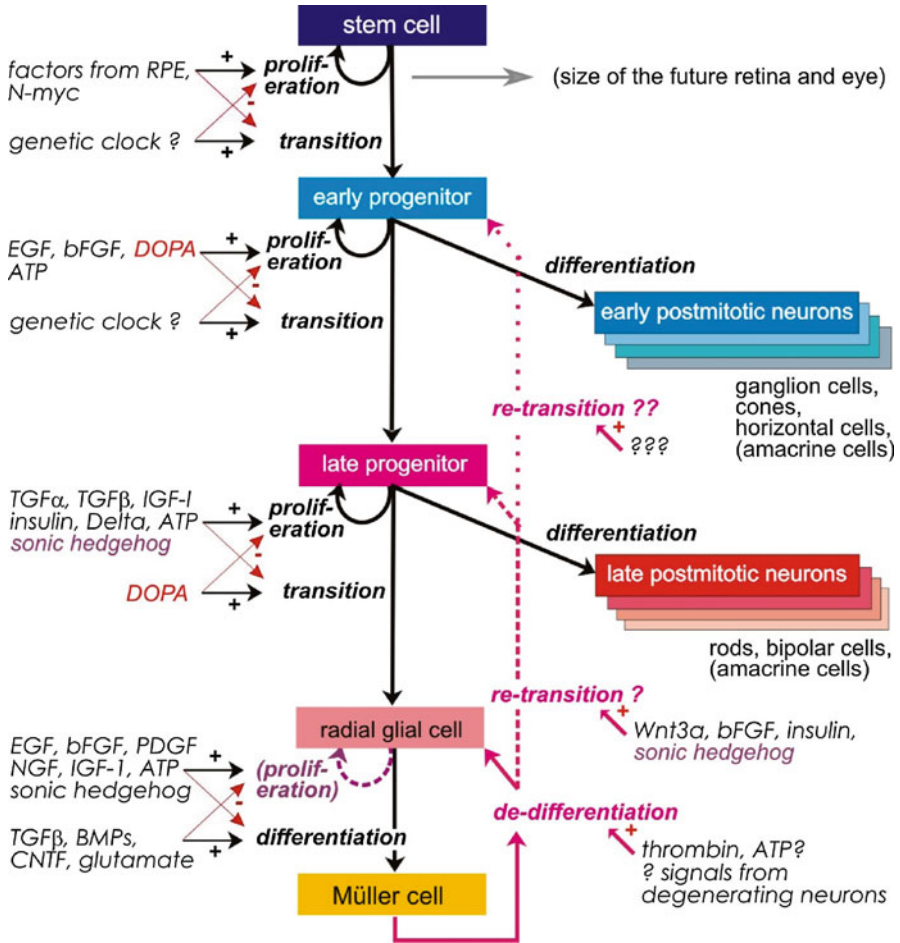 stem cell
+
factors from RPE,
N-myc
prolif-
eration
(size of the future retina and eye)
-
genetic clock ?
+
transition
early progenitor
+
EGF, bFGF, DOPA
ATP
prolif-
eration
differentiation
-
genetic clock ?
+
transition
early postmitotic neurons
ganglion cells,
cones,
horizontal cells,
(amacrine cells)
re-transition ??
+
???
late progenitor
TGFα, TGFβ, IGF-I
insulin, Delta, ATP
sonic hedgehog
+
prolif-
eration
differentiation
-
DOPA
+
transition
late postmitotic neurons
rods, bipolar cells,
(amacrine cells)
re-transition ?
+
Wnt3a, bFGF, insulin,
sonic hedgehog
radial glial cell
EGF, bFGF, PDGF
NGF, IGF-1, ATP
sonic hedgehog
+
(prolif-
eration)
-
TGFβ, BMPs,
CNTF, glutamate
+
differentiation
de-differentiation
+
thrombin, ATP?
? signals from
degenerating neurons
Müller cell